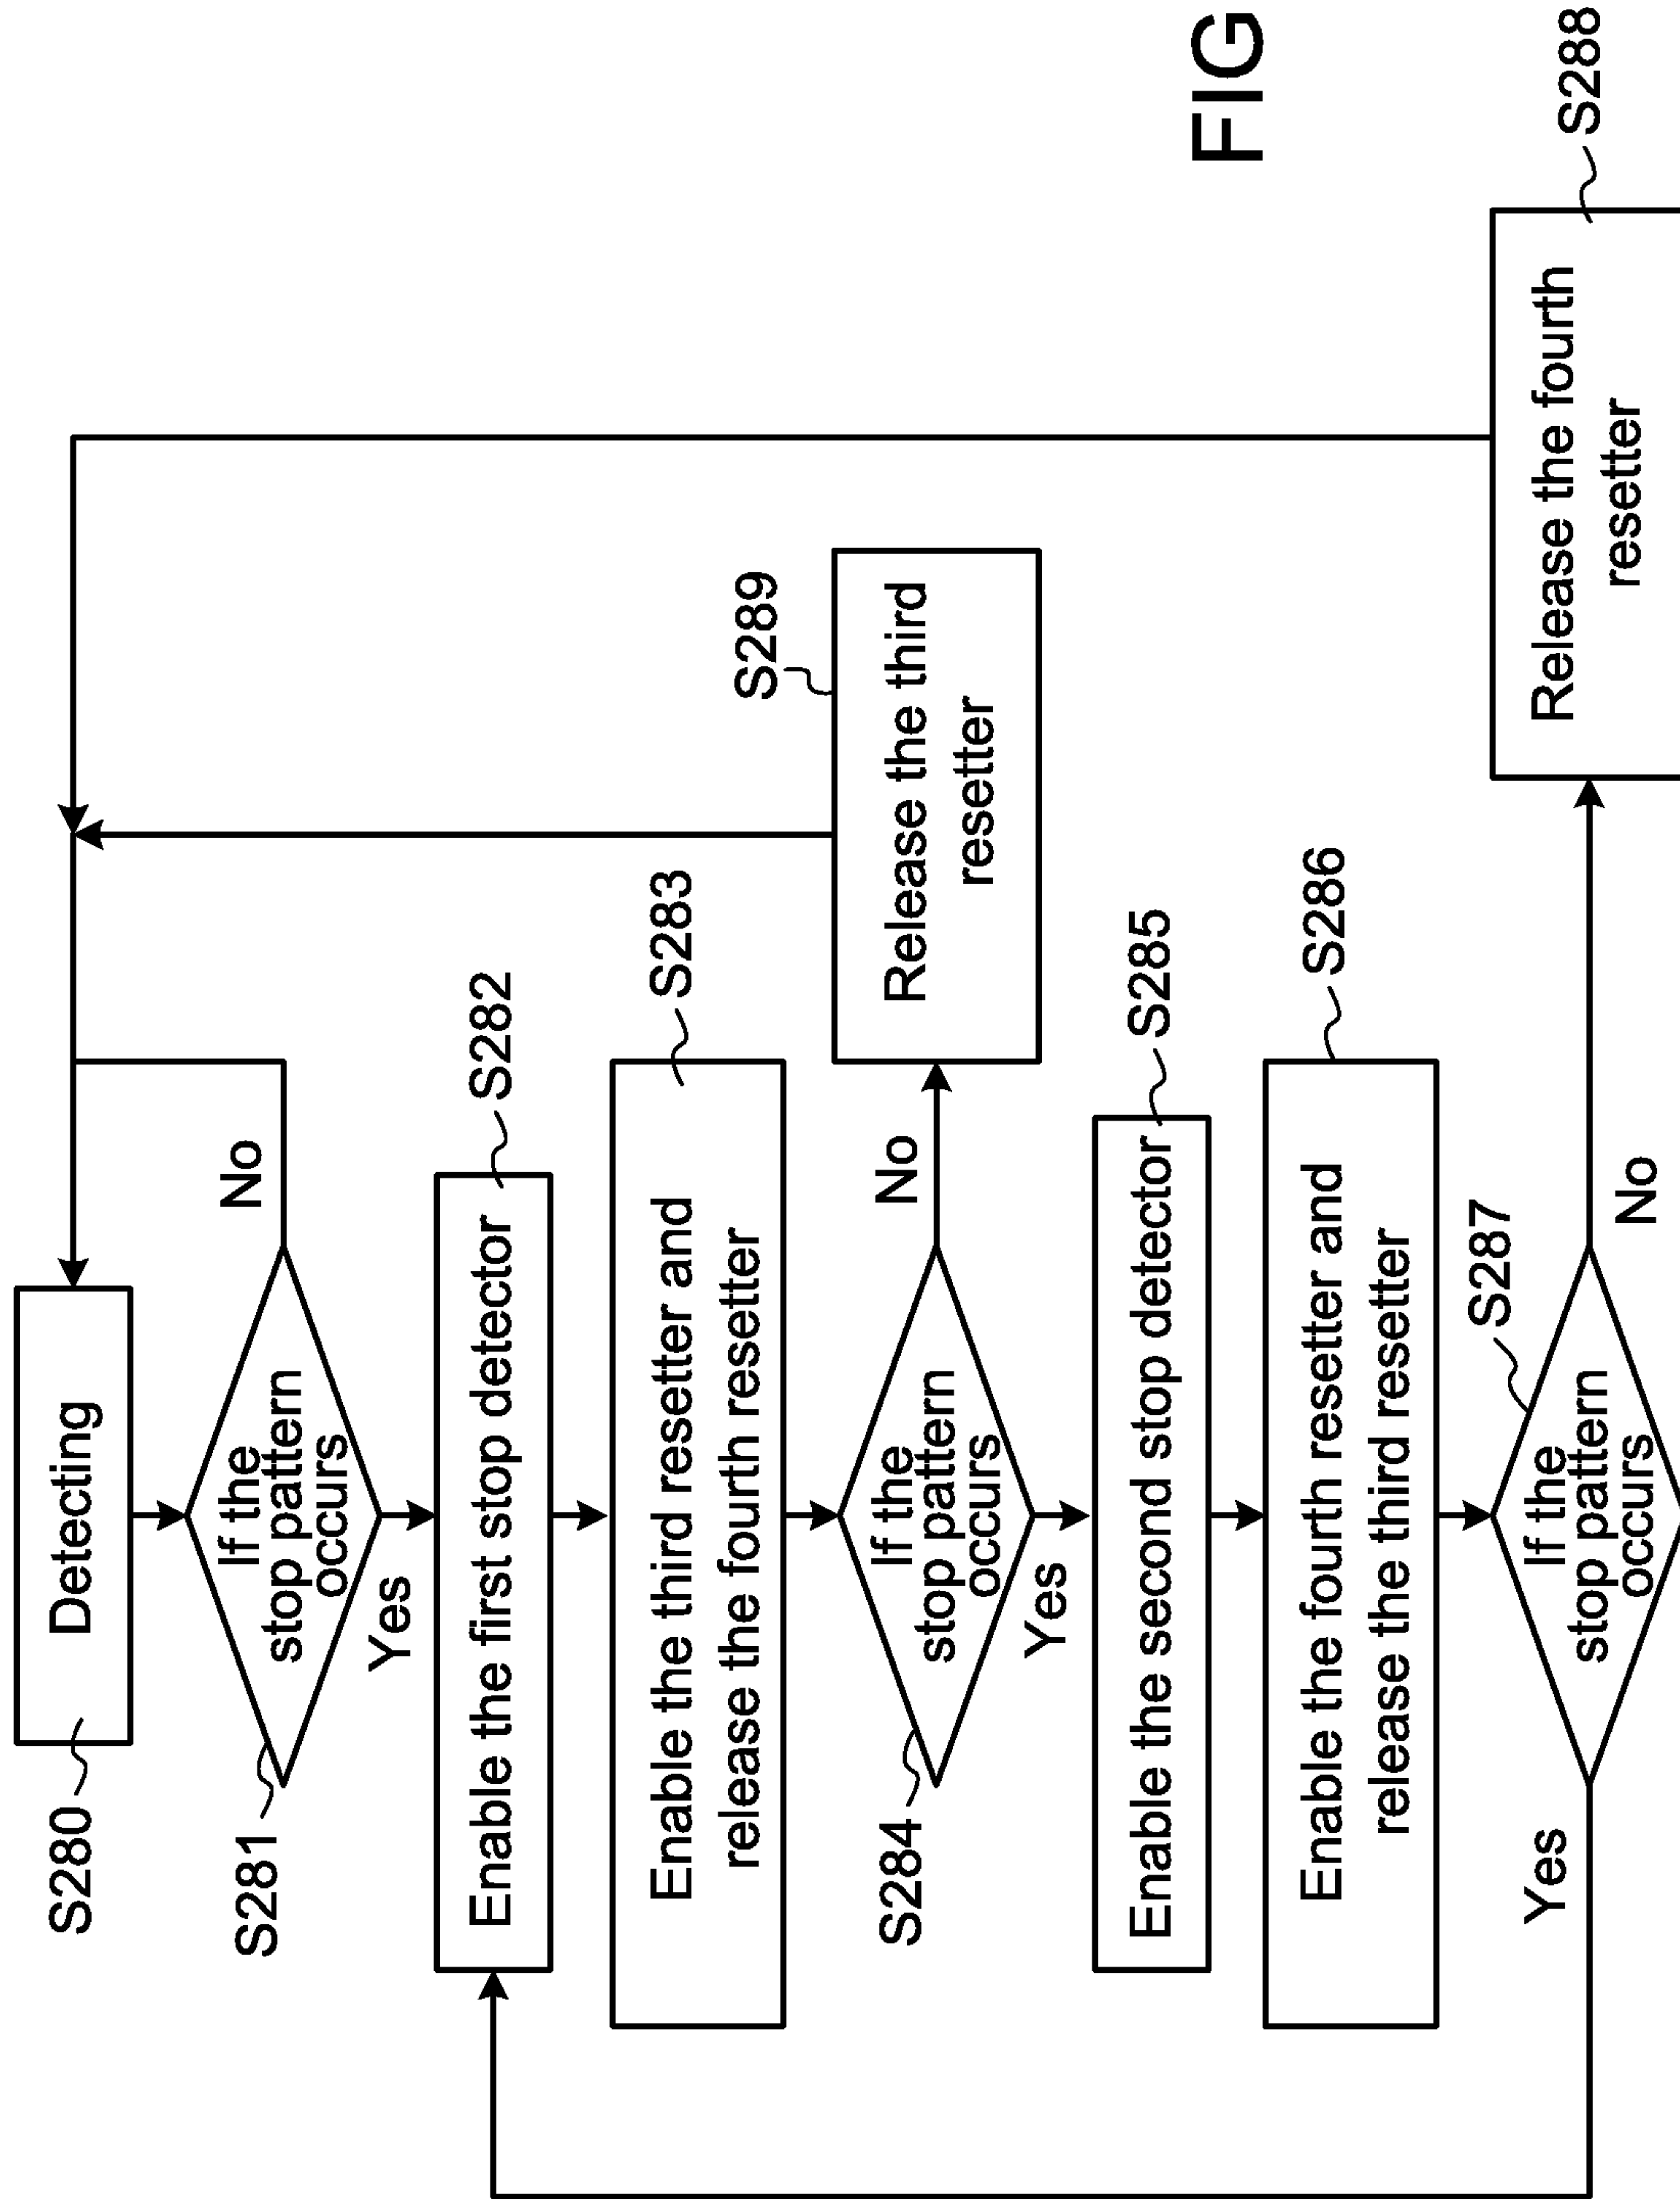 S280
Detecting
S281
If the
stop pattern
occurs
No
Yes
Enable the first stop detector
S282
Enable the third resetter and
release the fourth resetter
S283
S284
If the
stop pattern
occurs
No
Release the third
resetter
S289
Yes
Enable the second stop detector
S285
Enable the fourth resetter and
release the third resetter
S286
If the
stop pattern
occurs
S287
Yes
No
Release the fourth
resetter
S288
FIG